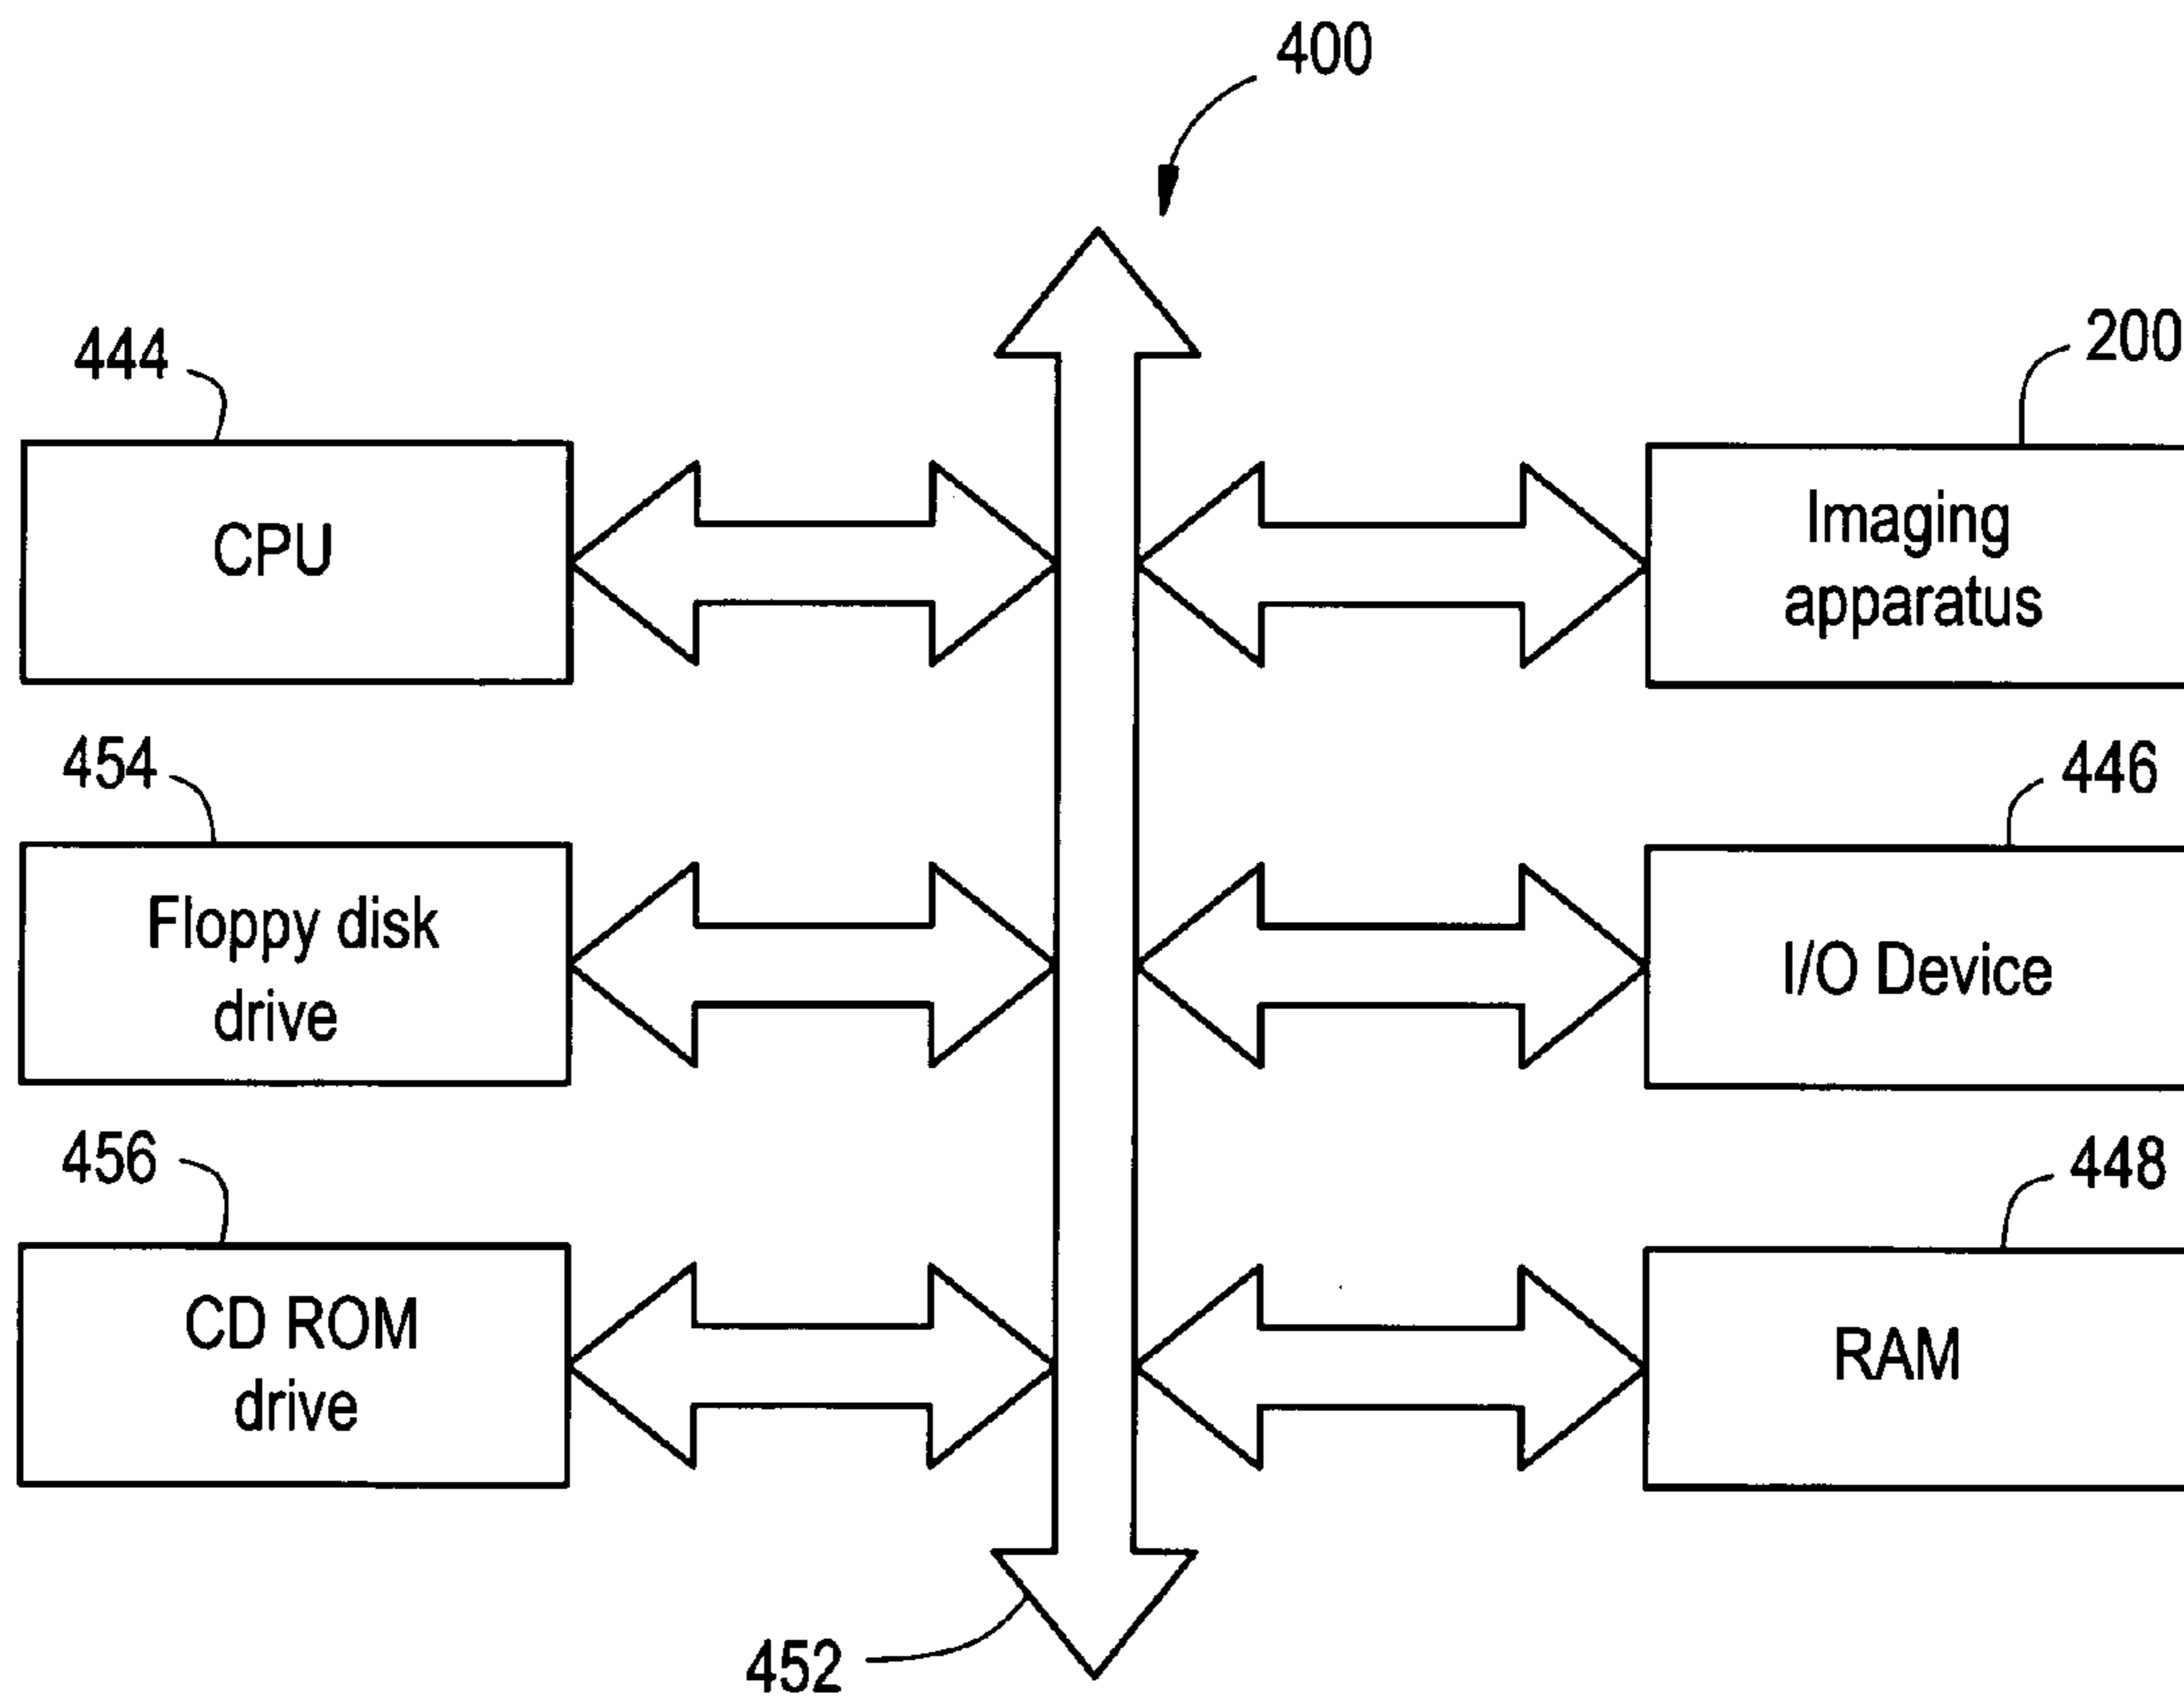 400
444
200
CPU
Imaging
apparatus
454
446
Floppy disk
drive
I/O Device
456
448
CD ROM
drive
RAM
452